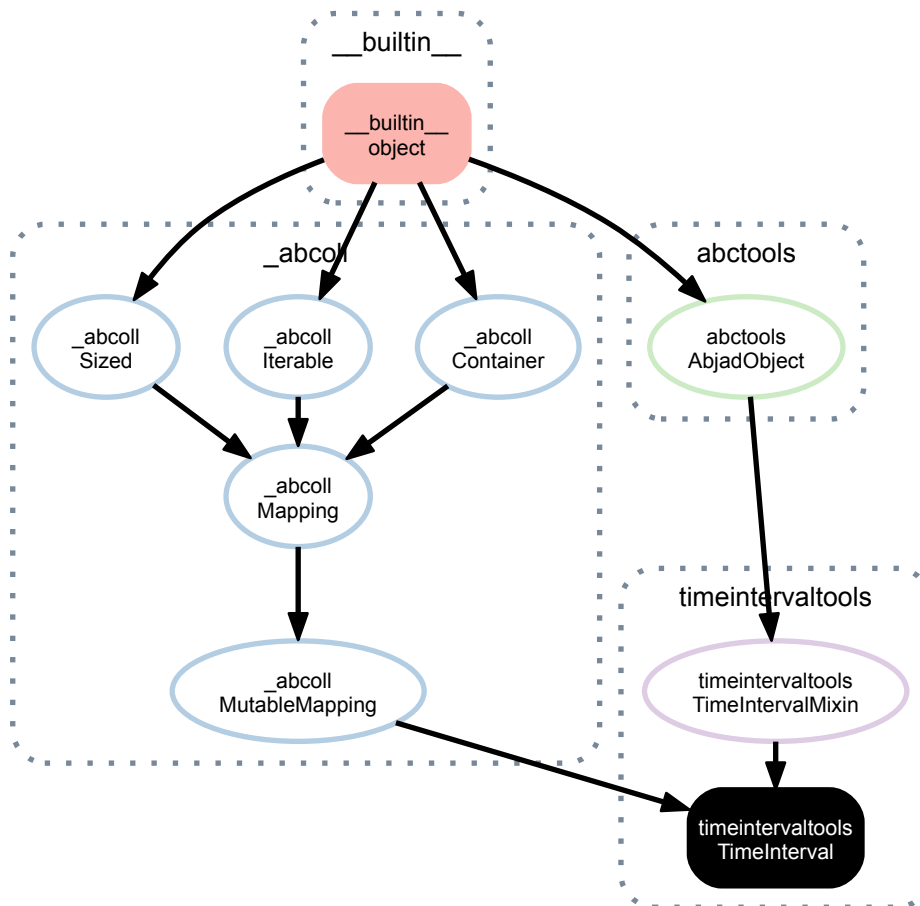 __builtin__
__builtin__
object
_abcoll
abctools
_abcoll
Sized
_abcoll
Iterable
_abcoll
Container
abctools
AbjadObject
_abcoll
Mapping
timeintervaltools
_abcoll
MutableMapping
timeintervaltools
TimeIntervalMixin
timeintervaltools
TimeInterval